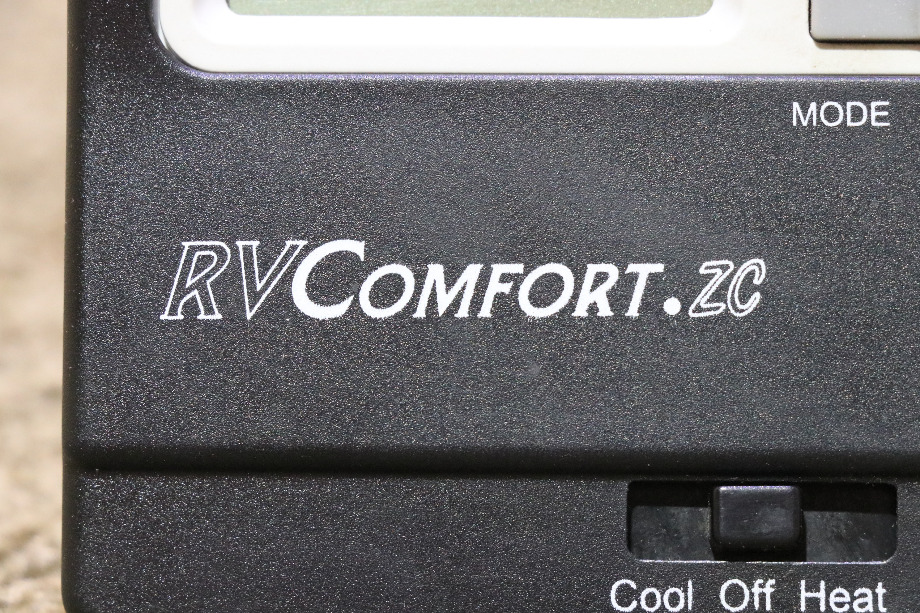 MODE
RVComfort.ZC
Cool Off Heat